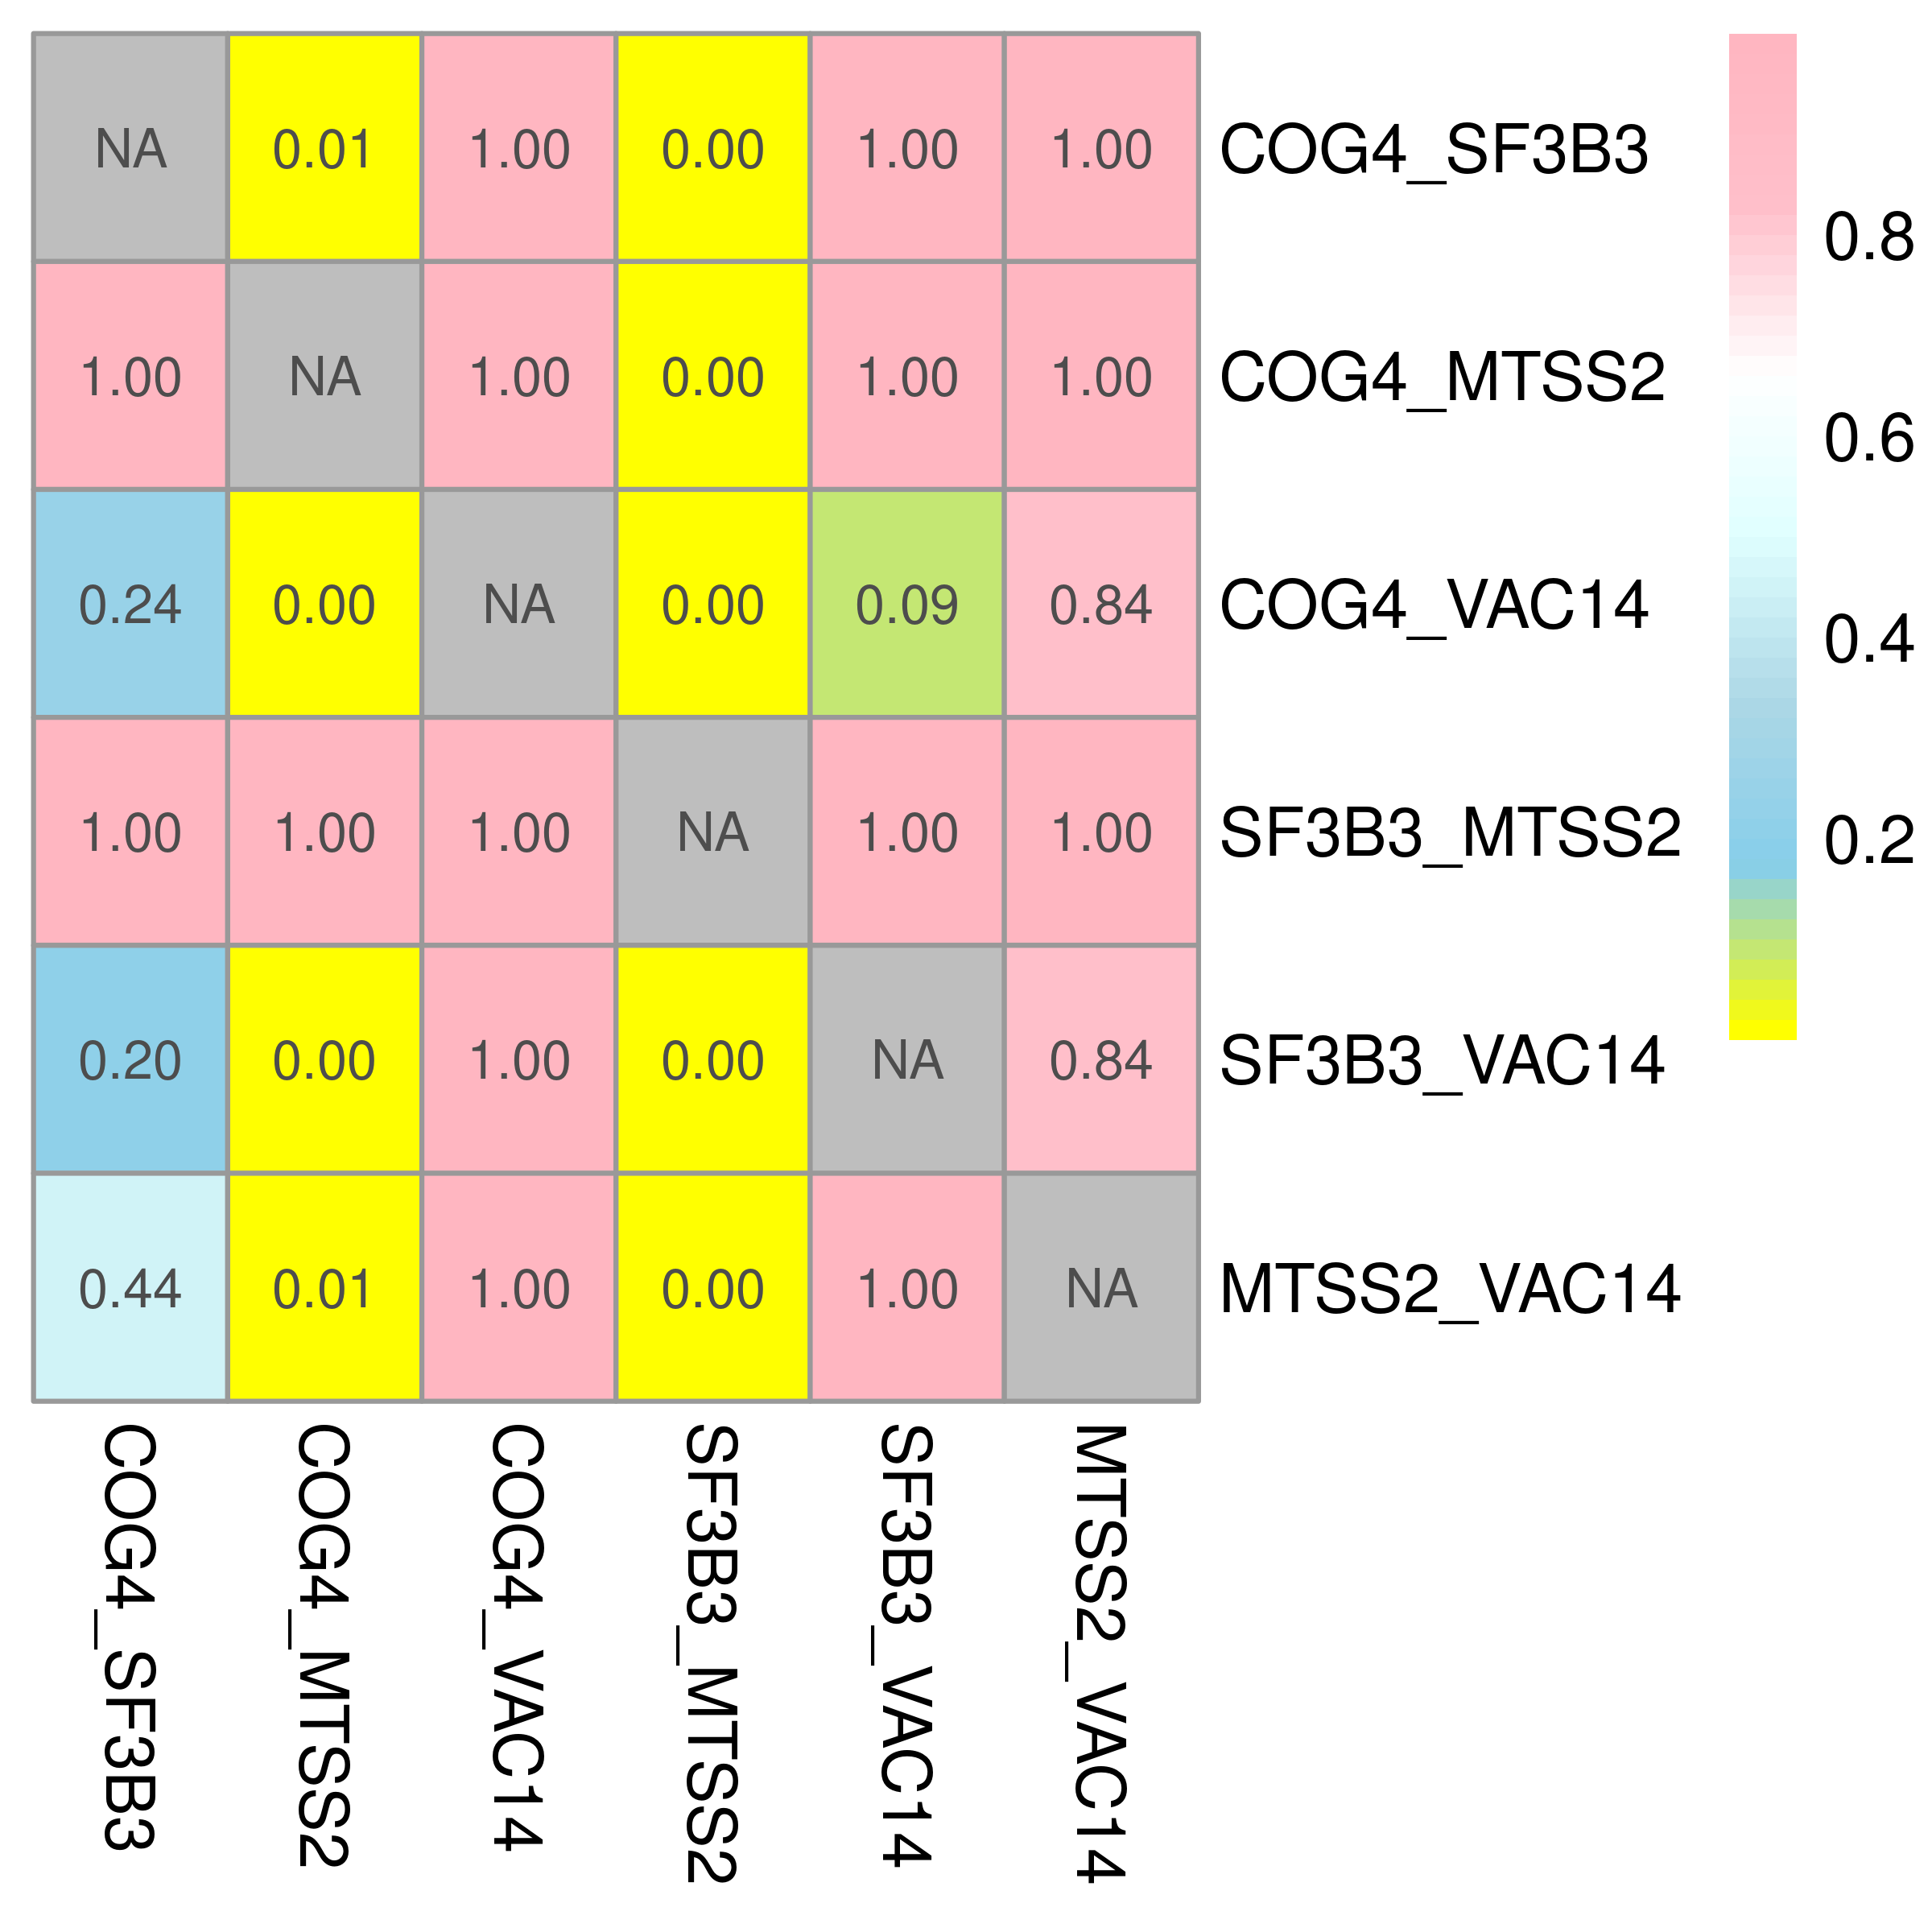 NA 0.01 1.00 0.00 1.00 1.00 COG4_SF3B3
1.00 NA 1.00 0.00 1.00 1.00 COG4_MTSS2
0.24 0.00 NA 0.00 0.09 0.84 COG4_VAC14
1.00 1.00 1.00 NA 1.00 1.00 SF3B3_MTSS2
0.20 0.00 1.00 0.00 NA 0.84 SF3B3_VAC14
0.44 0.01 1.00 0.00 1.00 NA MTSS2_VAC14
COG4_SF3B3
COG4_MTSS2
COG4_VAC14
SF3B3_MTSS2
SF3B3_VAC14
MTSS2_VAC14
0.8
0.6
0.4
0.2